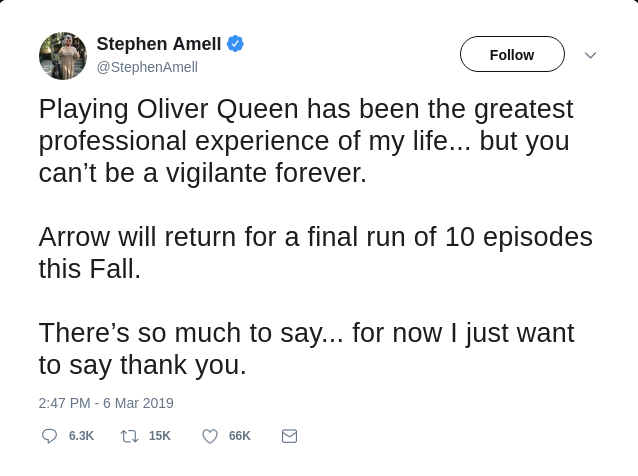 Stephen Amell
@StephenAmell
Follow
Playing Oliver Queen has been the greatest
professional experience of my life... but you
can’t be a vigilante forever.
Arrow will return for a final run of 10 episodes
this Fall.
There’s so much to say... for now I just want
to say thank you.
2:47 PM - 6 Mar 2019
6.3K 15K 66K